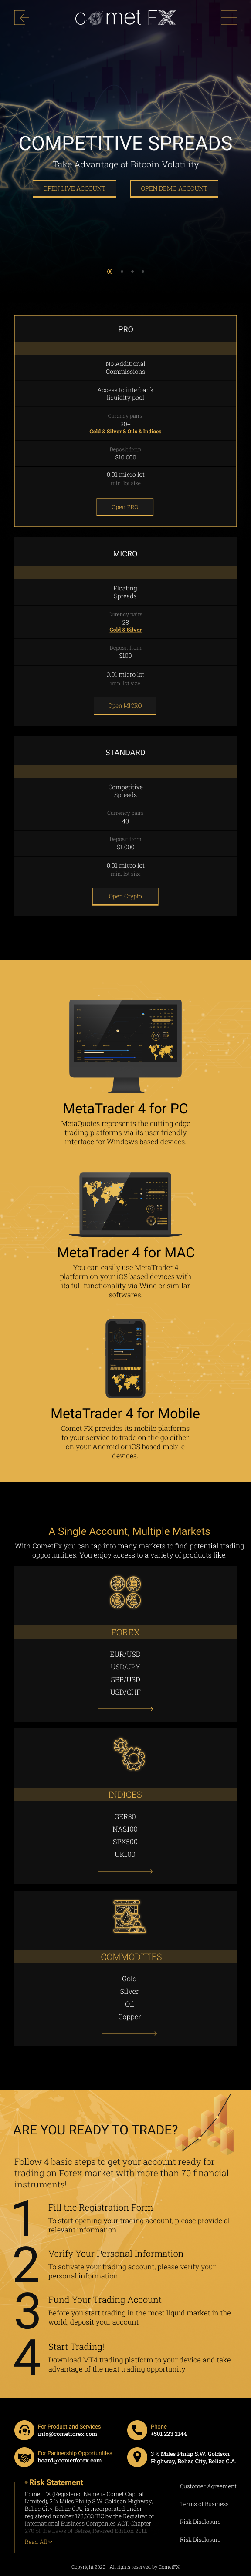 comet FX
COMPETITIVE SPREADS
Take Advantage of Bitcoin Volatility
OPEN LIVE ACCOUNT
OPEN DEMO ACCOUNT
PRO
No Additional
Commissions
Access to interbank
liquidity pool
Curency pairs
30+
Gold & Silver & Oils & Indices
Deposit from
$10.000
0.01 micro lot
min. lot size
Open PRO
MICRO
Floating
Spreads
Curency pairs
28
Gold & Silver
Deposit from
$100
0.01 micro lot
min. lot size
Open MICRO
STANDARD
Competitive
Spreads
Currency pairs
40
Deposit from
$1.000
0.01 micro lot
min. lot size
Open Crypto
MetaTrader 4 for PC
MetaQuotes represents the cutting edge
trading platforms via its user friendly
interface for Windows based devices.
MetaTrader 4 for MAC
You can easily use MetaTrader 4
platform on your iOS based devices with
its full functionality via Wine or similar
softwares.
MetaTrader 4 for Mobile
Comet FX provides its mobile platforms
to your service to trade on the go either
on your Android or iOS based mobile
devices.
A Single Account, Multiple Markets
With CometFx you can tap into many markets to find potential trading
opportunities. You enjoy access to a variety of products like:
FOREX
EUR/USD
USD/JPY
GBP/USD
USD/CHF
INDICES
GER30
NAS100
SPX500
UK100
COMMODITIES
Gold
Silver
Oil
Copper
ARE YOU READY TO TRADE?
Follow 4 basic steps to get your account ready for
trading on Forex market with more than 70 financial
instruments!
1 Fill the Registration Form
To start opening your trading account, please provide all
relevant information
2 Verify Your Personal Information
To activate your trading account, please verify your
personal information
3 Fund Your Trading Account
Before you start trading in the most liquid market in the
world, deposit your account
4 Start Trading!
Download MT4 trading platform to your device and take
advantage of the next trading opportunity
For Product and Services
info@cometforex.com
Phone
+501 223 2144
For Partnership Opportunities
board@cometforex.com
3 ½ Miles Philip S.W. Goldson
Highway, Belize City, Belize C.A.
Risk Statement
Comet FX (Registered Name is Comet Capital
Limited), 3 ½ Miles Philip S.W. Goldson Highway,
Belize City, Belize C.A., is incorporated under
registered number 173,633 IBC by the Registrar of
International Business Companies ACT, Chapter
270 of the Laws of Belize, Revised Edition 2011
Read All
Customer Agreement
Terms of Business
Risk Disclosure
Risk Disclosure
Copyright 2020 - All rights reserved by CometFX